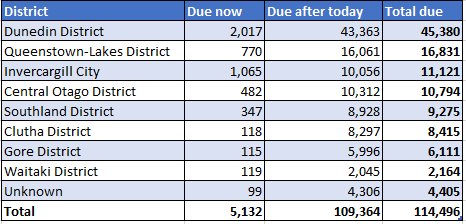 District Due now Due after today Total due
Dunedin District 2,017 43,363 45,380
Queenstown-Lakes District 770 16,061 16,831
Invercargill City 1,065 10,056 11,121
Central Otago District 482 10,312 10,794
Southland District 347 8,928 9,275
Clutha District 118 8,297 8,415
Gore District 115 5,996 6,111
Waitaki District 119 2,045 2,164
Unknown 99 4,306 4,405
Total 5,132 109,364 114,496